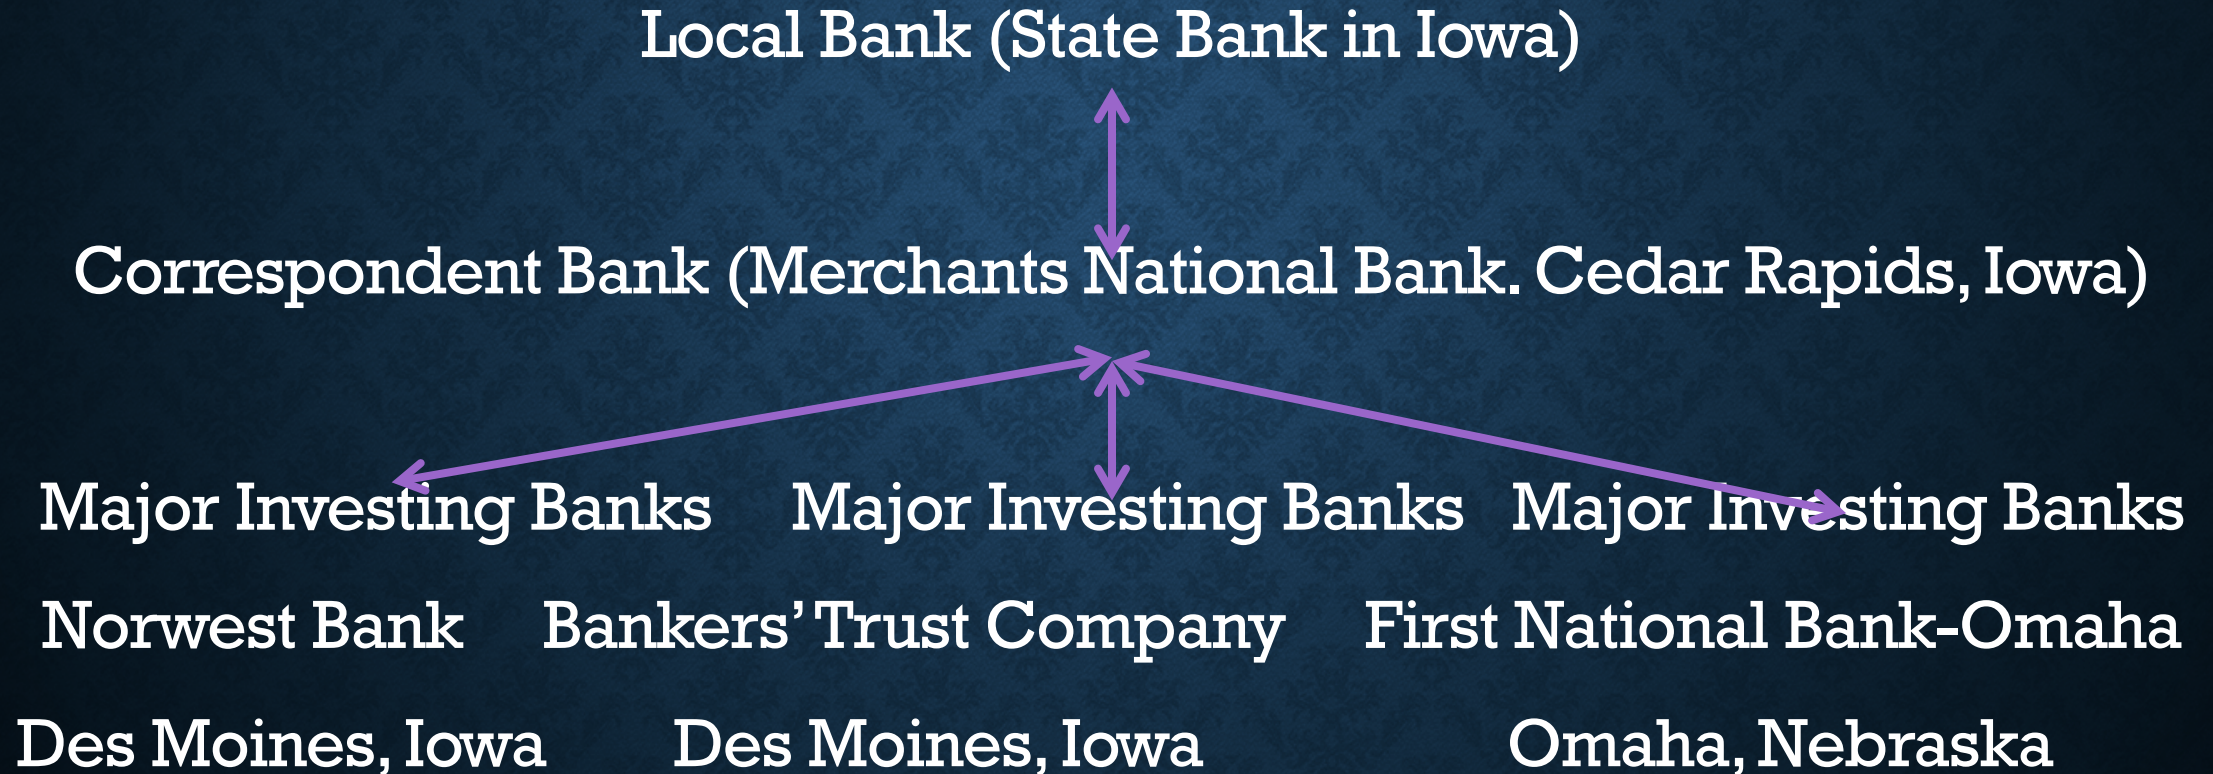 Local Bank (State Bank in Iowa)
Correspondent Bank (Merchants National Bank. Cedar Rapids, Iowa)
Major Investing Banks Major Investing Banks Major Investing Banks
Norwest Bank Bankers’ Trust Company First National Bank-Omaha
Des Moines, Iowa Des Moines, Iowa Omaha, Nebraska